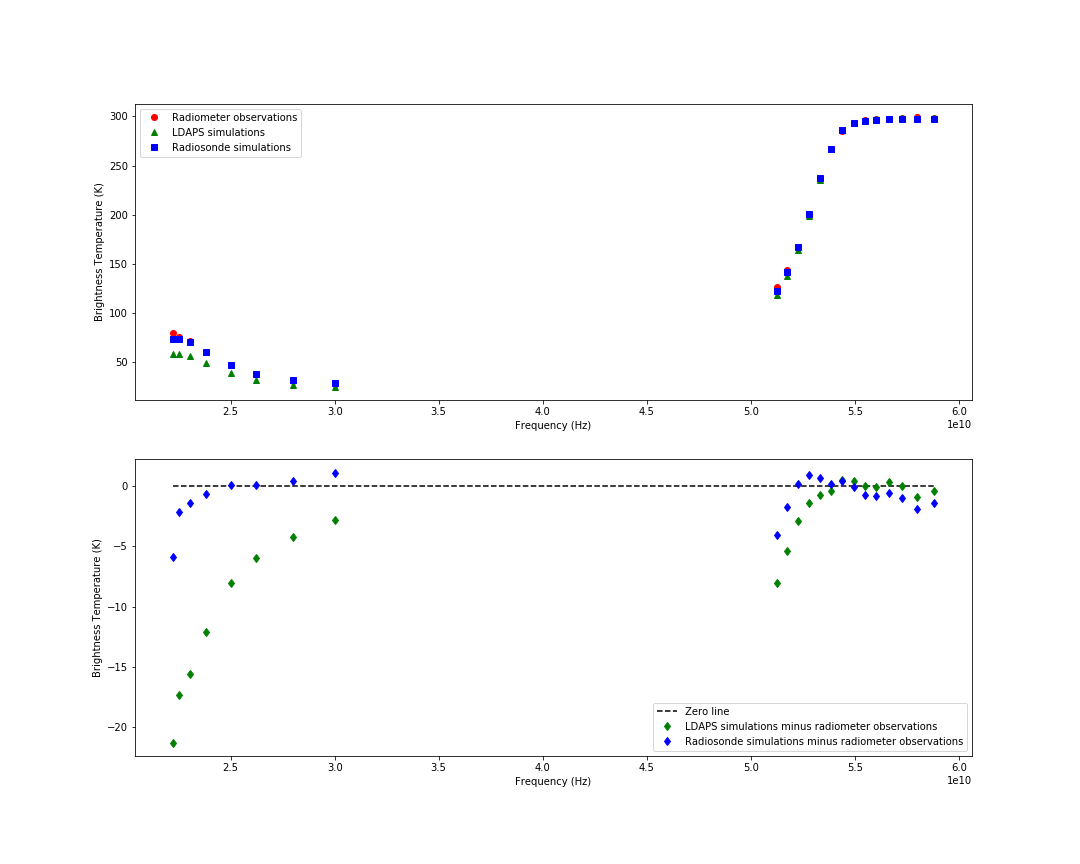 Radiometer observations
LDAPS simulations
Radiosonde simulations
300
250
200
150
100
50
Brightness Temperature (K)
2.5 3.0 3.5 4.0 4.5 5.0 5.5 6.0
Frequency (Hz)
1e10
0
−5
−10
−15
−20
Brightness Temperature (K)
Zero line
LDAPS simulations minus radiometer observations
Radiosonde simulations minus radiometer observations
2.5 3.0 3.5 4.0 4.5 5.0 5.5 6.0
Frequency (Hz)
1e10